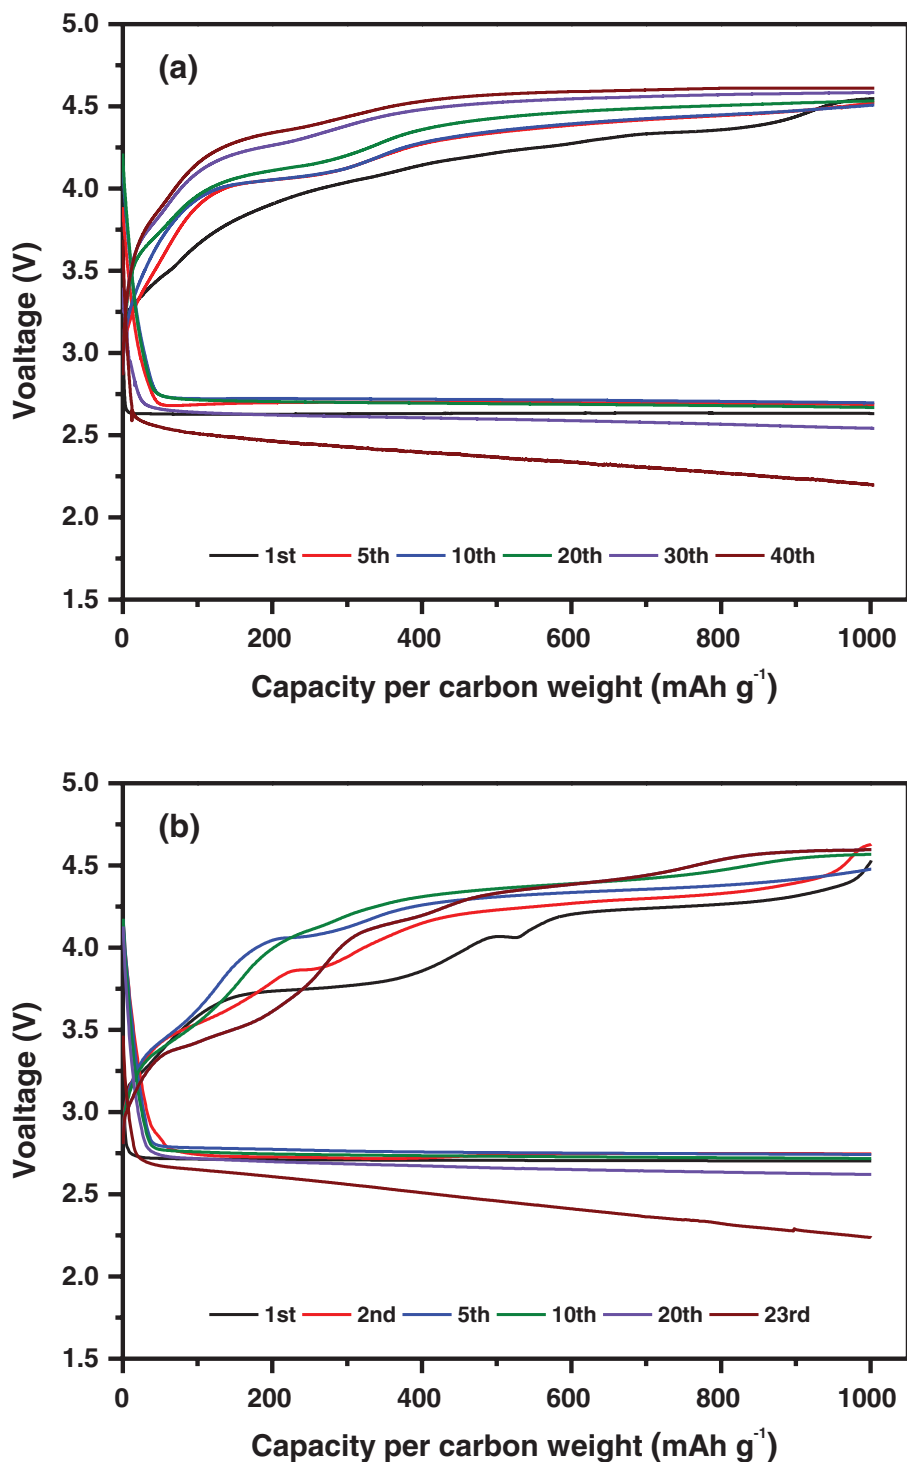 (a)
5.0
4.5
4.0
3.5
3.0
2.5
2.0
1.5
Voaltage (V)
1st 5th 10th 20th 30th 40th
0 200 400 600 800 1000
Capacity per carbon weight (mAh g⁻¹)
(b)
5.0
4.5
4.0
3.5
3.0
2.5
2.0
1.5
Voaltage (V)
1st 2nd 5th 10th 20th 23rd
0 200 400 600 800 1000
Capacity per carbon weight (mAh g⁻¹)